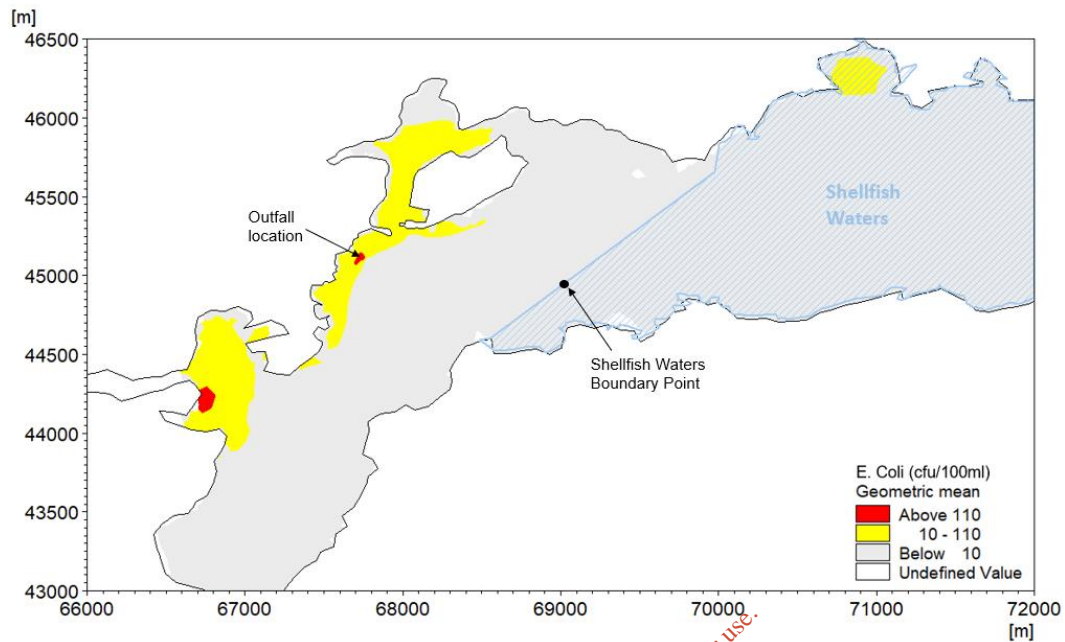 [m]
46500
46000
45500
45000
44500
44000
43500
43000
66000
67000
68000
69000
70000
71000
72000
[m]
Outfall
location
Shellfish
Waters
Shellfish Waters
Boundary Point
E. Coli (cfu/100ml)
Geometric mean
Above 110
10 - 110
Below 10
Undefined Value
use.